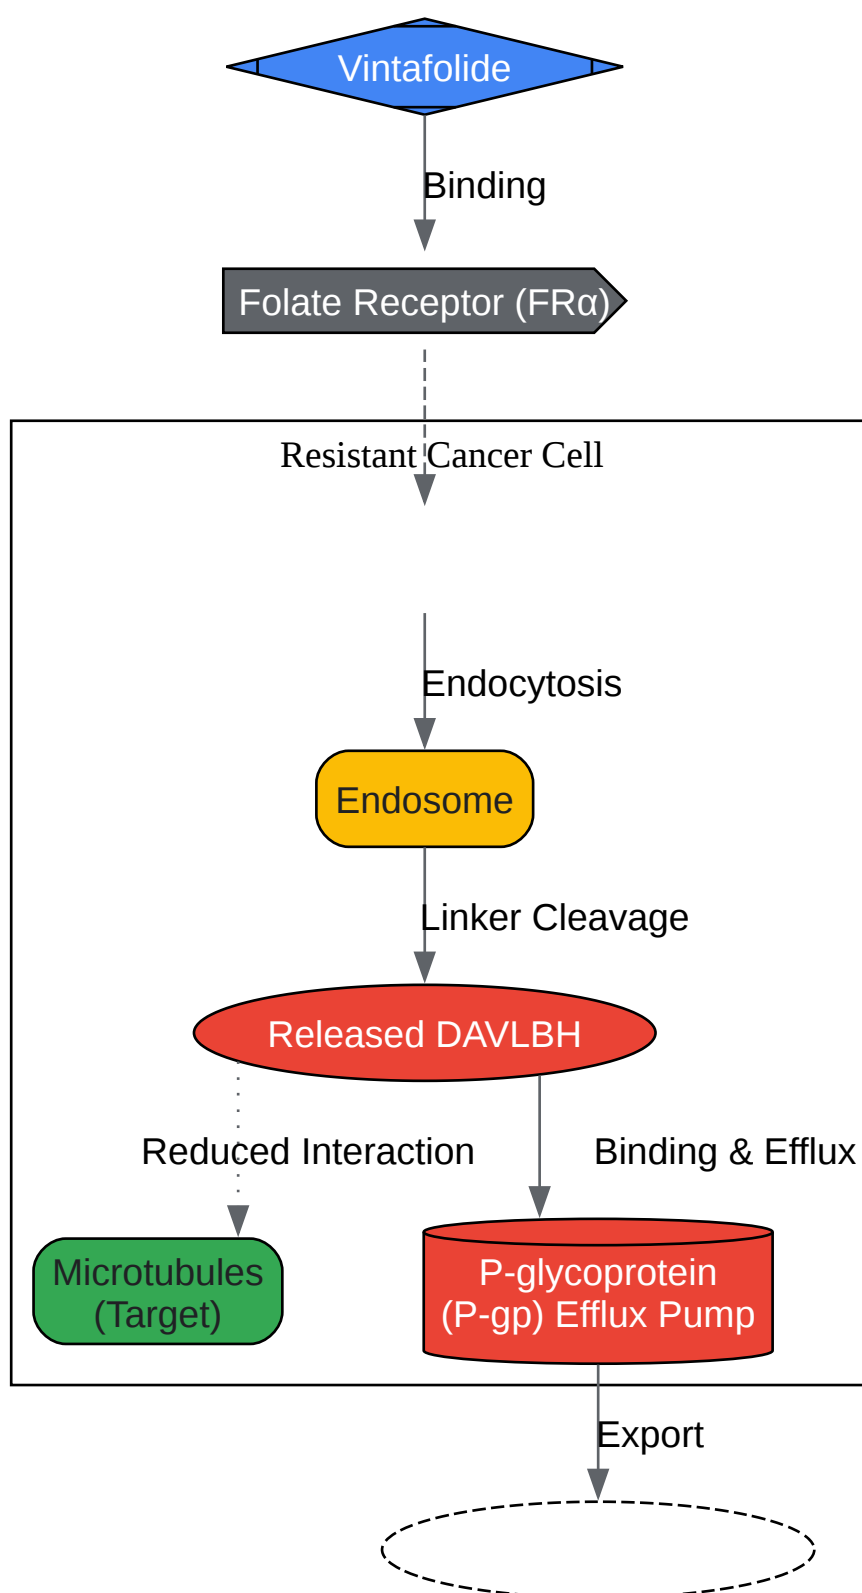 Vintafolide
Binding
Folate Receptor (FRα)
Resistant Cancer Cell
Endocytosis
Endosome
Linker Cleavage
Released DAVLBH
Reduced Interaction
Binding & Efflux
Microtubules
(Target)
P-glycoprotein
(P-gp) Efflux Pump
Export